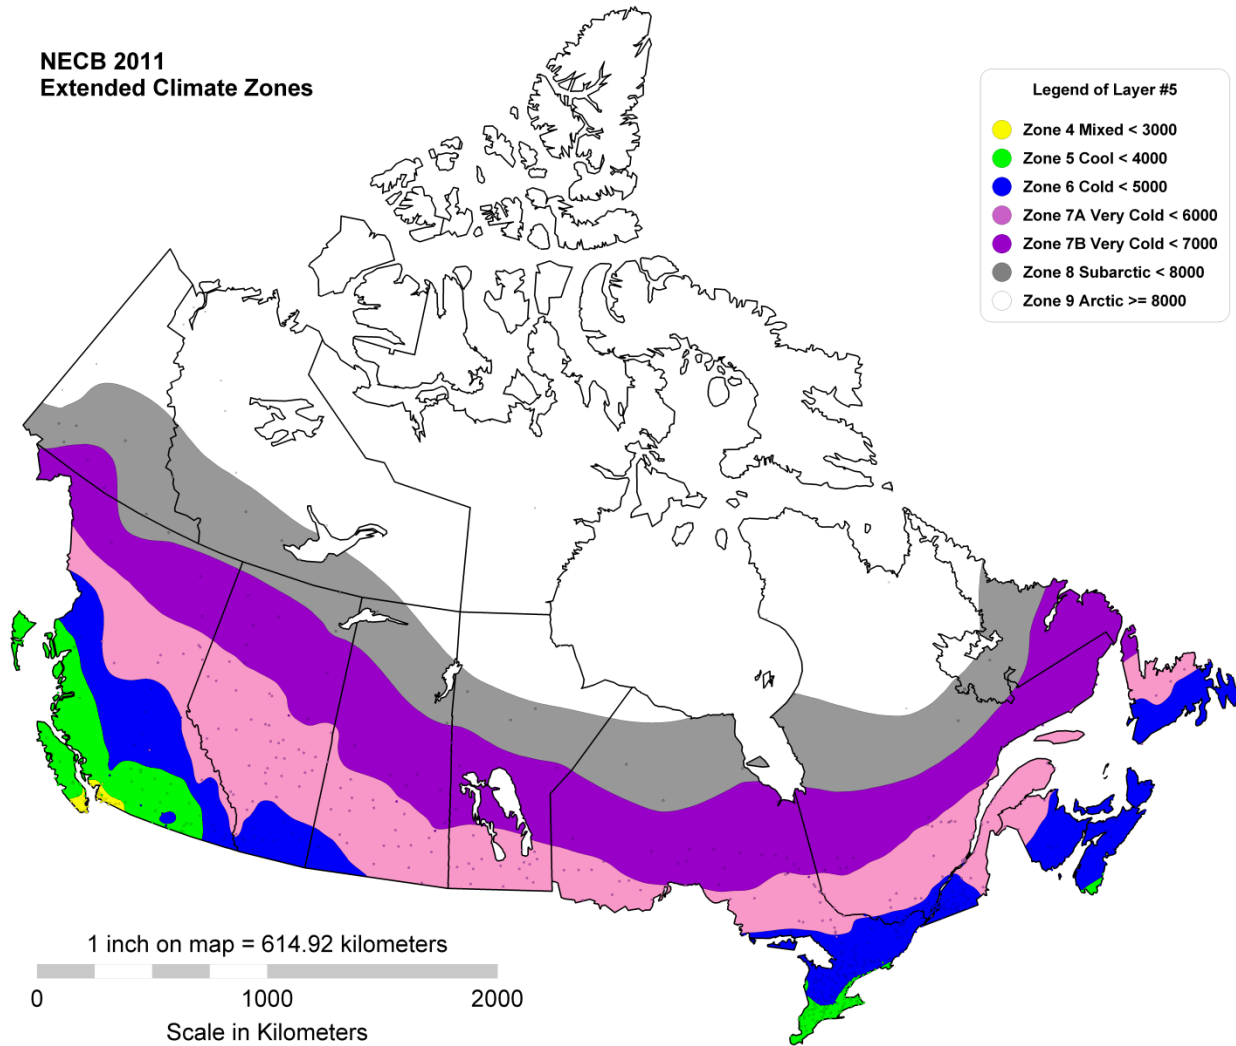 NECB 2011
Extended Climate Zones
Legend of Layer #5
Zone 4 Mixed < 3000
Zone 5 Cool < 4000
Zone 6 Cold < 5000
Zone 7A Very Cold < 6000
Zone 7B Very Cold < 7000
Zone 8 Subarctic < 8000
Zone 9 Arctic >= 8000
1 inch on map = 614.92 kilometers
0 1000 2000
Scale in Kilometers